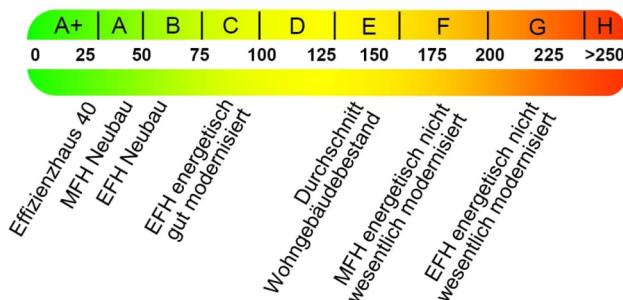 A+ A B C D E F G H
0 25 50 75 100 125 150 175 200 225 >250
Effizienzhaus 40
MFH Neubau
EFH Neubau
EFH energetisch
gut modernisiert
Durchschnitt
Wohngebäudebestand
MFH energetisch nicht
wesentlich modernisiert
EFH energetisch nicht
wesentlich modernisiert